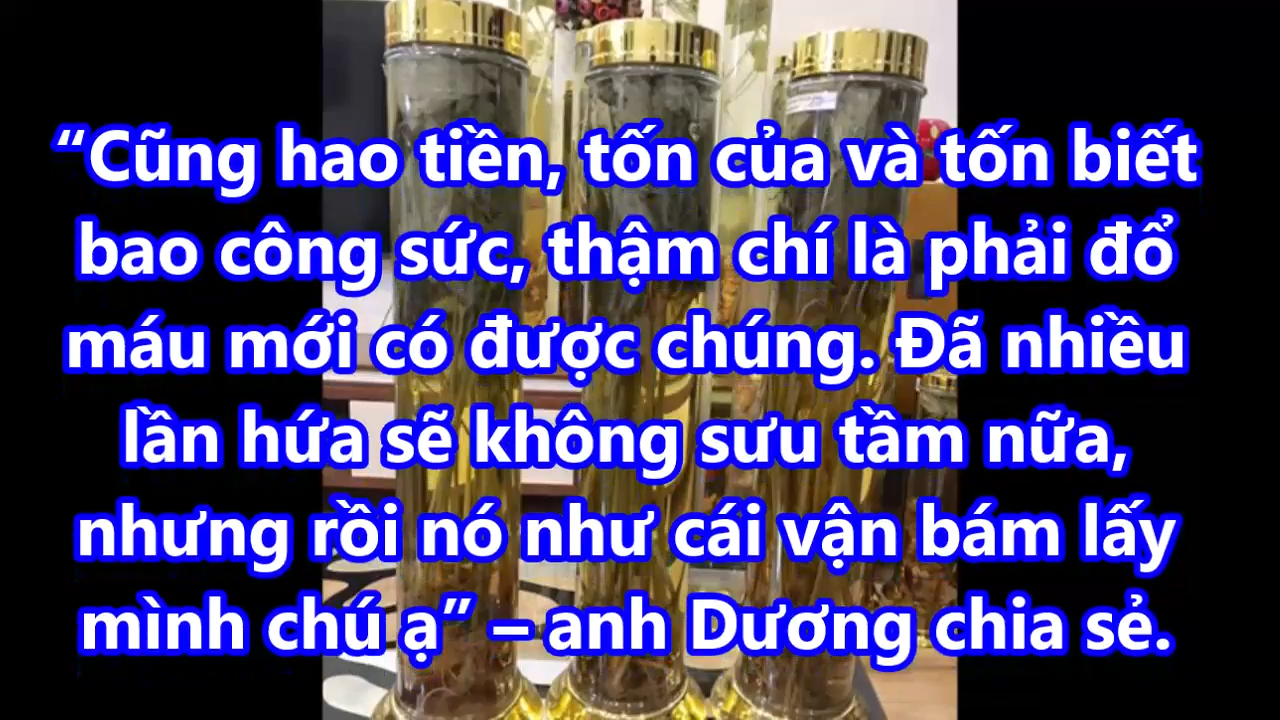 “Cũng hao tiền, tốn của và tốn biết
bao công sức, thậm chí là phải đổ
máu mới có được chúng. Đã nhiều
lần hứa sẽ không sưu tầm nữa,
nhưng rồi nó như cái vận bám lấy
mình chú ạ” – anh Dương chia sẻ.